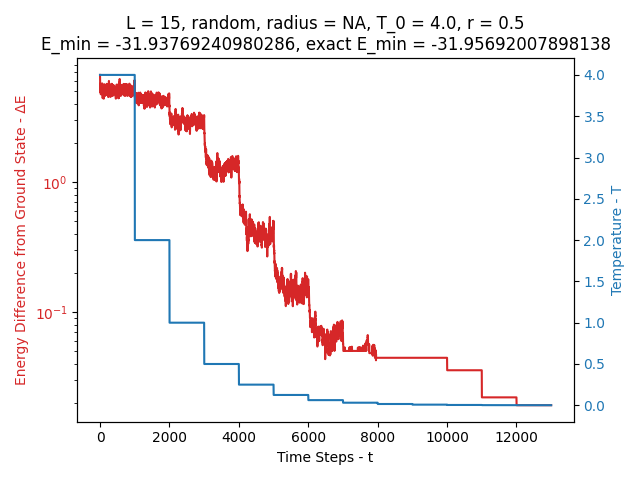 L = 15, random, radius = NA, T_0 = 4.0, r = 0.5
E_min = -31.93769240980286, exact E_min = -31.95692007898138
Energy Difference from Ground State - ΔE
10⁰
10⁻¹
4.0
3.5
3.0
2.5
2.0
1.5
1.0
0.5
0.0
Temperature - T
0 2000 4000 6000 8000 10000 12000
Time Steps - t